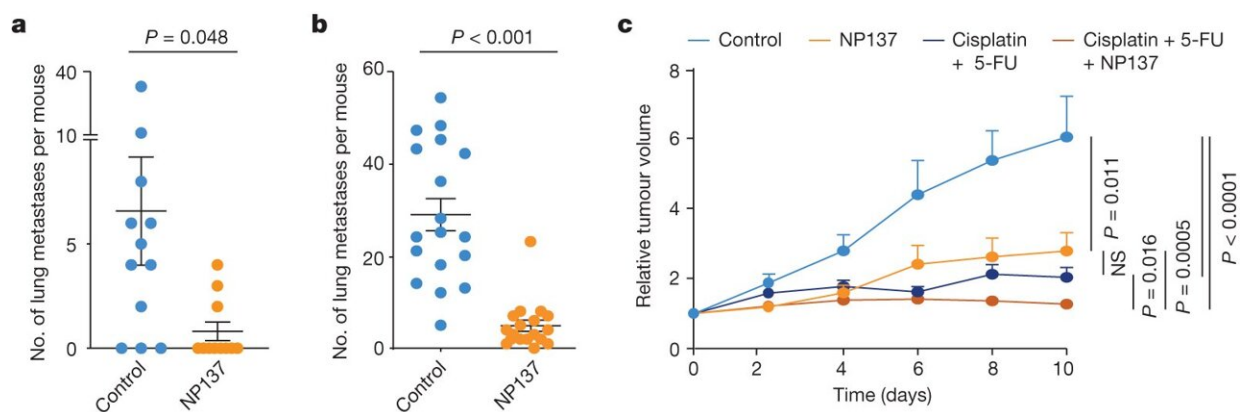 a
P = 0.048
No. of lung metastases per mouse
40
10
5
0
Control
NP137
b
P < 0.001
No. of lung metastases per mouse
60
40
20
0
Control
NP137
c
Control
NP137
Cisplatin
+ 5-FU
Cisplatin + 5-FU
+ NP137
Relative tumour volume
8
6
4
2
0
0
2
4
6
8
10
Time (days)
P = 0.011
NS
P = 0.016
P = 0.0005
P < 0.0001